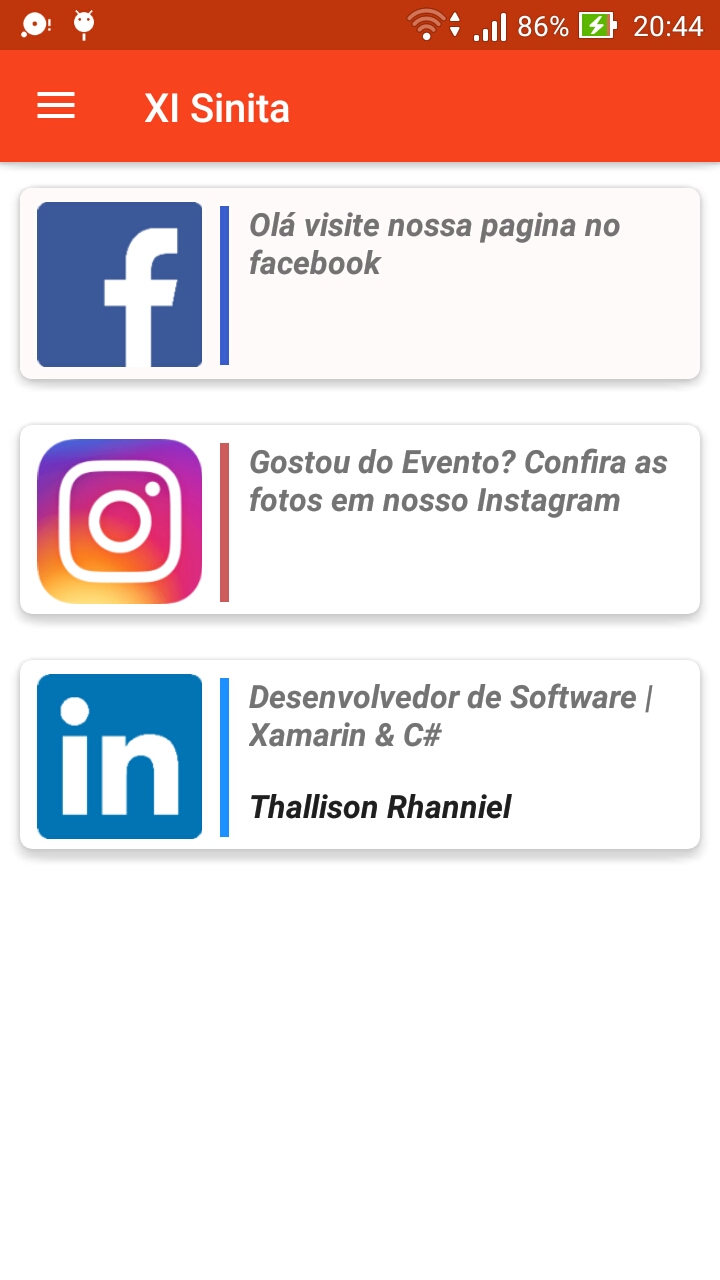 86% 20:44
XI Sinita
Olá visite nossa pagina no
facebook
Gostou do Evento? Confira as
fotos em nosso Instagram
in
Desenvolvedor de Software |
Xamarin & C#
Thallison Rhanniel